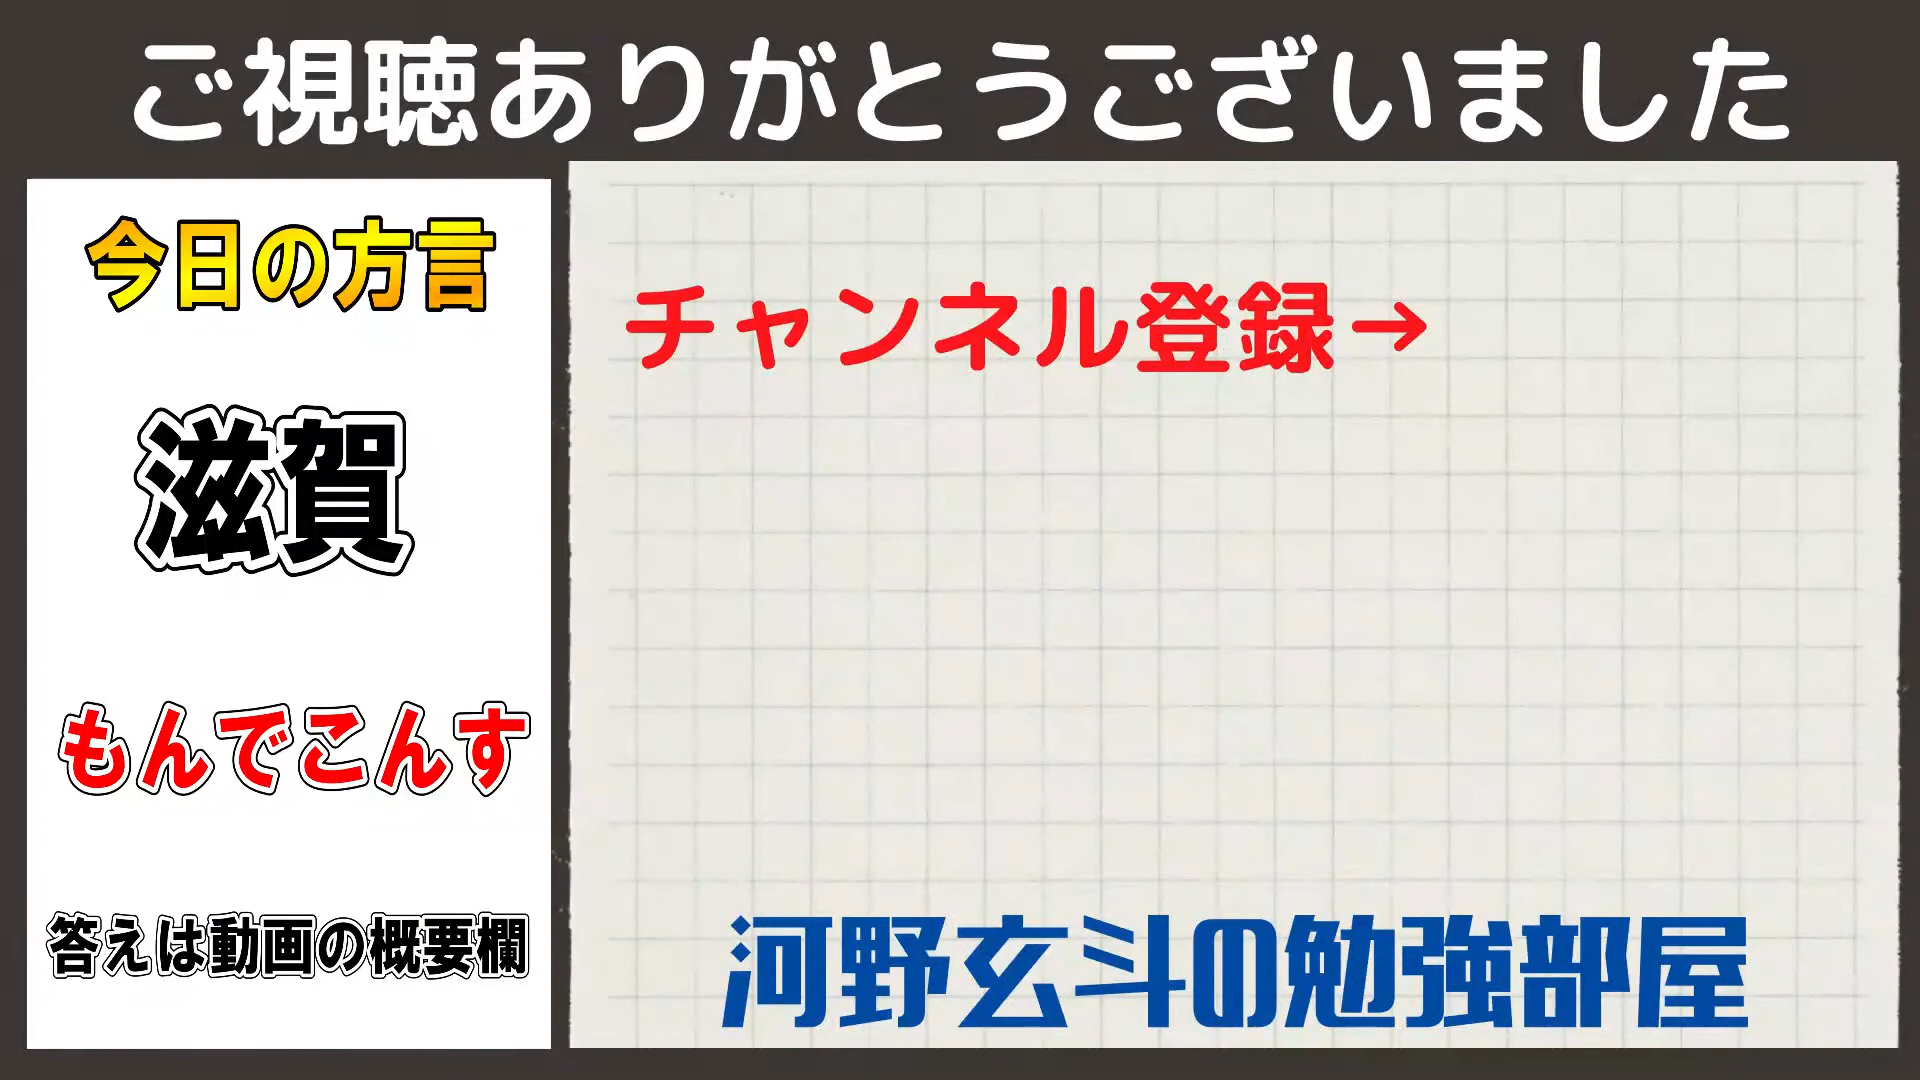 ご視聴ありがとうございました
今日の方言
滋賀
もんでこんす
答えは動画の概要欄
チャンネル登録→
河野玄斗の勉強部屋